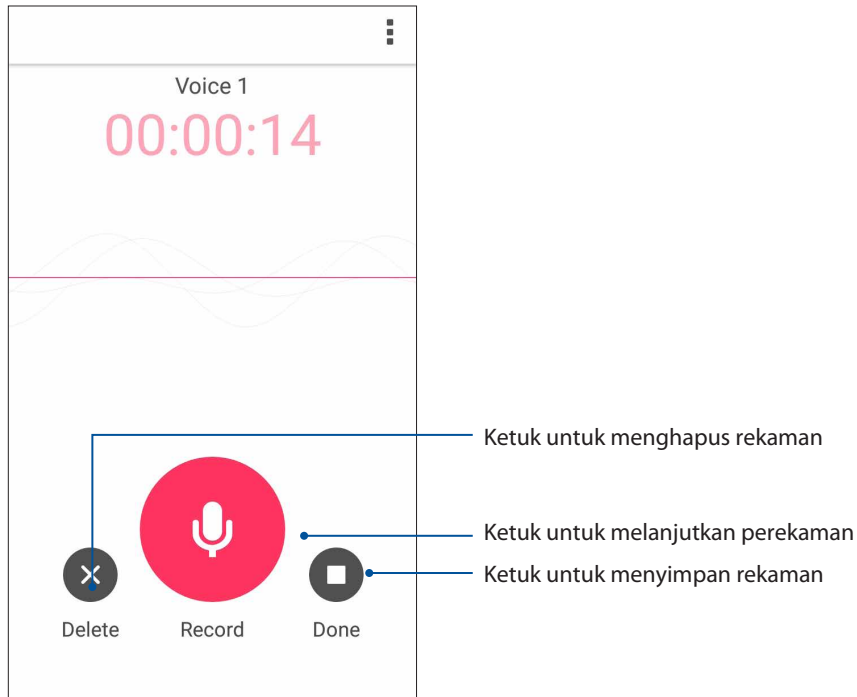 Voice 1
00:00:14
Ketuk untuk menghapus rekaman
Ketuk untuk melanjutkan perekaman
Ketuk untuk menyimpan rekaman
Delete Record Done